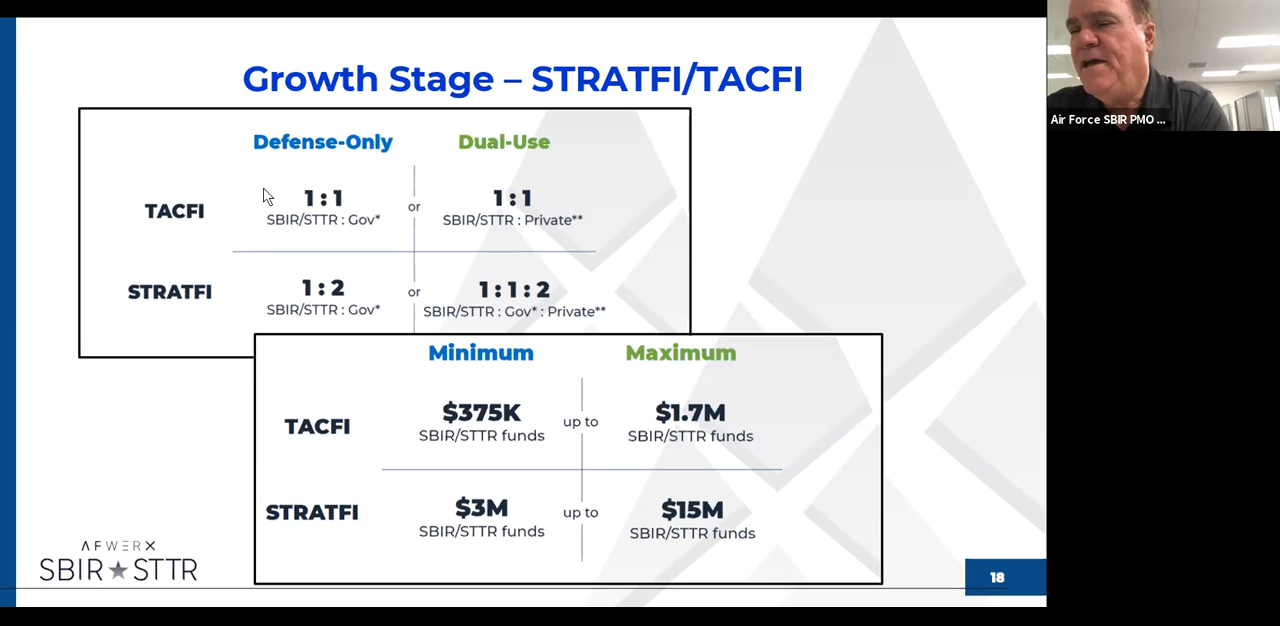 Growth Stage – STRATFI/TACFI
Defense-Only Dual-Use
TACFI 1 : 1 or 1 : 1
SBIR/STTR : Gov* SBIR/STTR : Private**
STRATFI 1 : 2 or 1 : 1 : 2
SBIR/STTR : Gov* SBIR/STTR : Gov* : Private**
Minimum Maximum
TACFI $375K up to $1.7M
SBIR/STTR funds SBIR/STTR funds
STRATFI $3M up to $15M
SBIR/STTR funds SBIR/STTR funds
AFWERX
SBIR STTR
18
Air Force SBIR PMO ...